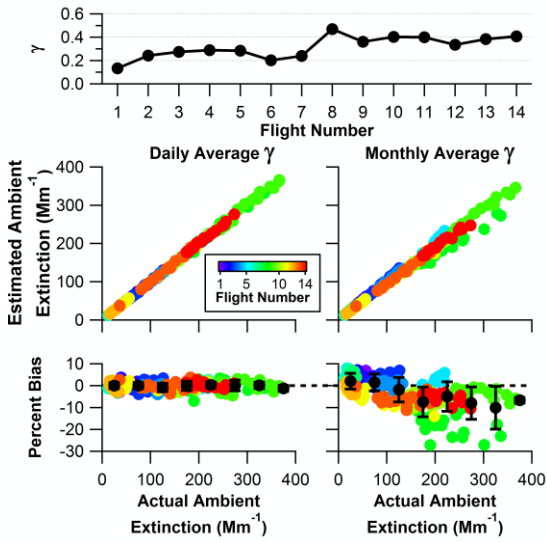 0.6
0.4
0.2
0.0
γ
1 2 3 4 5 6 7 8 9 10 11 12 13 14
Flight Number
Daily Average γ
Monthly Average γ
Estimated Ambient
Extinction (Mm⁻¹)
400
300
200
100
0
1 5 10 14
Flight Number
Percent Bias
10
0
-10
-20
-30
0 100 200 300 400
0 100 200 300 400
Actual Ambient
Extinction (Mm⁻¹)
Actual Ambient
Extinction (Mm⁻¹)